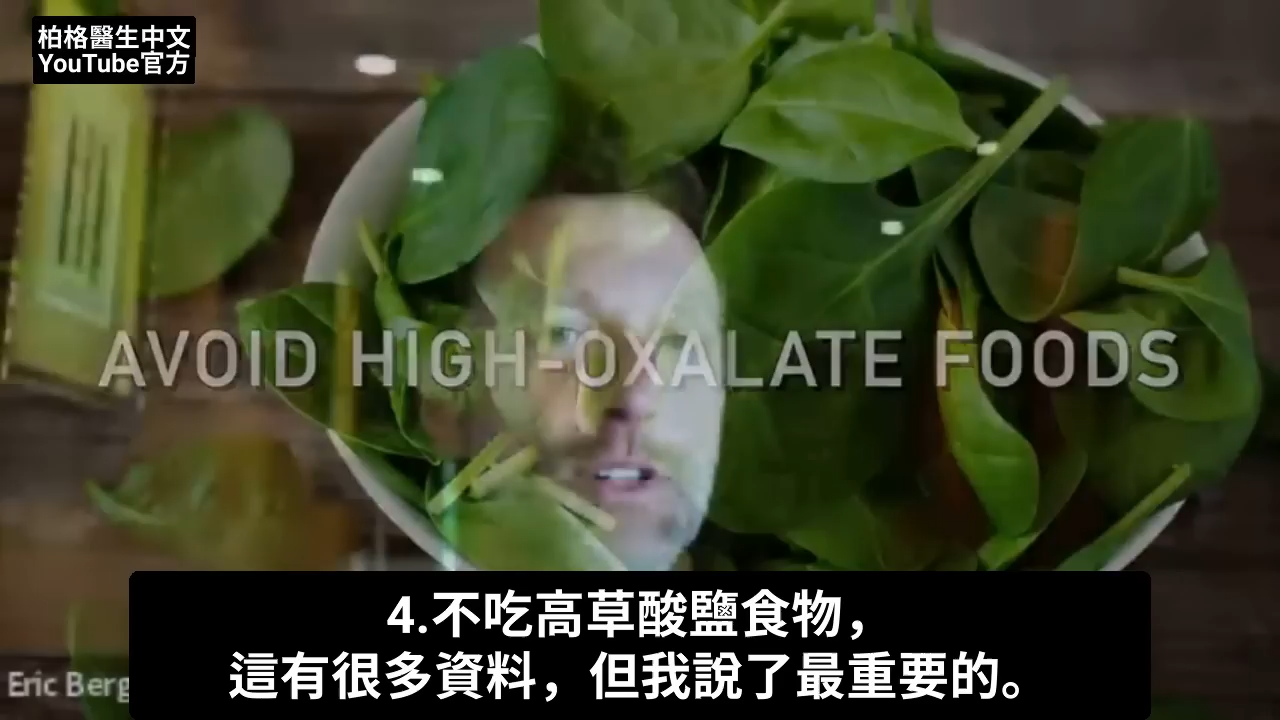 柏格醫生中文
YouTube官方
AVOID HIGH-OXALATE FOODS
4.不吃高草酸鹽食物，
這有很多資料，但我說了最重要的。
Eric Berg